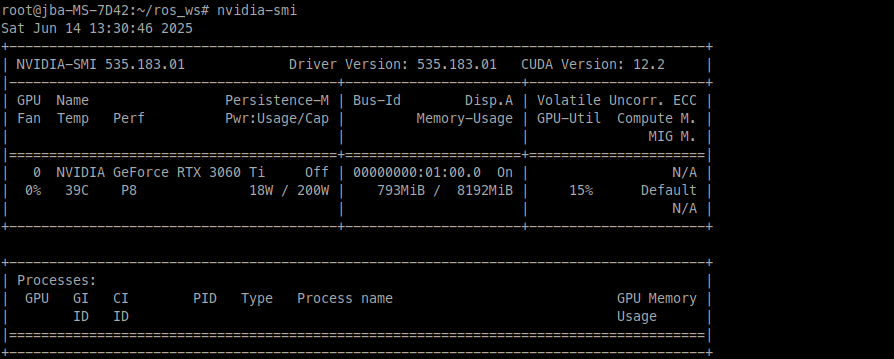 root@jba-MS-7D42:~/ros_ws# nvidia-smi
Sat Jun 14 13:30:46 2025
+---------------------------------------------------------------------------------------+
| NVIDIA-SMI 535.183.01             Driver Version: 535.183.01   CUDA Version: 12.2     |
|-----------------------------------------+----------------------+----------------------+
| GPU  Name                 Persistence-M | Bus-Id        Disp.A | Volatile Uncorr. ECC |
| Fan  Temp   Perf          Pwr:Usage/Cap |         Memory-Usage | GPU-Util  Compute M. |
|                                         |                      |               MIG M. |
|=========================================+======================+======================|
|   0  NVIDIA GeForce RTX 3060 Ti     Off | 00000000:01:00.0  On |                  N/A |
|  0%   39C    P8              18W / 200W |    793MiB /  8192MiB |     15%      Default |
|                                         |                      |                  N/A |
+-----------------------------------------+----------------------+----------------------+

+---------------------------------------------------------------------------------------+
| Processes:                                                                            |
|  GPU   GI   CI        PID   Type   Process name                            GPU Memory |
|        ID   ID                                                             Usage      |
|=======================================================================================|
+---------------------------------------------------------------------------------------+